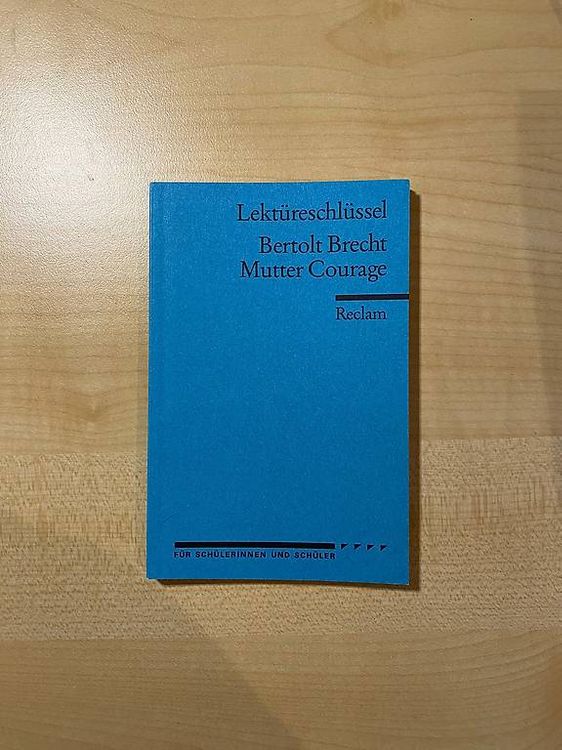 Lektüreschlüssel
Bertolt Brecht
Mutter Courage
Reclam
FÜR SCHÜLERINNEN UND SCHÜLER